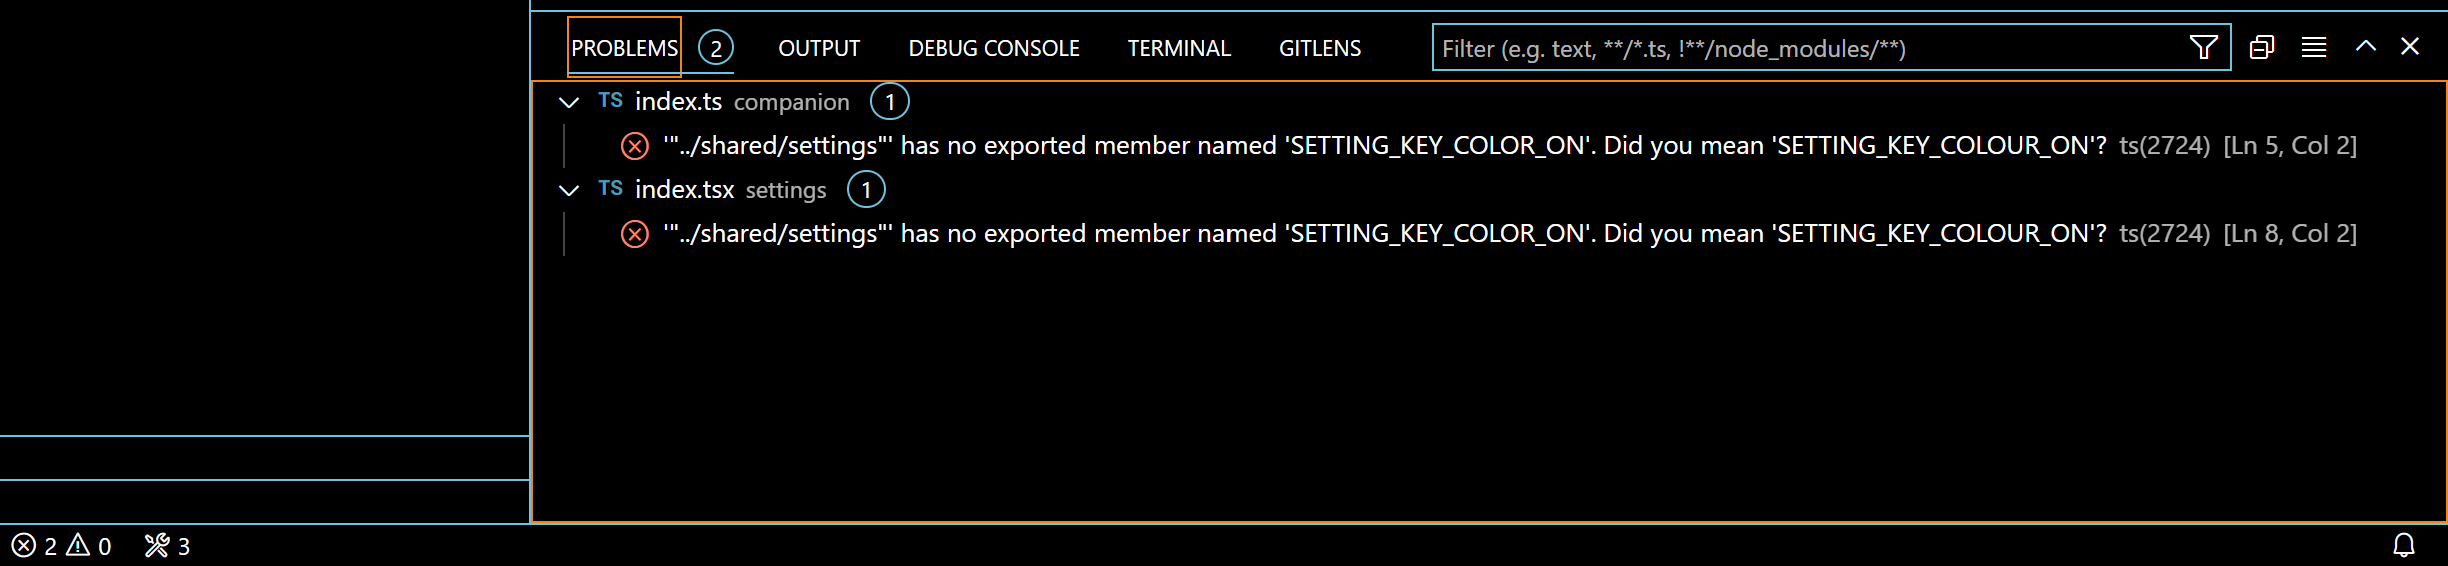 PROBLEMS 2 OUTPUT DEBUG CONSOLE TERMINAL GITLENS Filter (e.g. text, **/*.ts, !**/node_modules/**)
TS index.ts companion 1
'"../shared/settings"' has no exported member named 'SETTING_KEY_COLOR_ON'. Did you mean 'SETTING_KEY_COLOUR_ON'? ts(2724) [Ln 5, Col 2]
TS index.tsx settings 1
'"../shared/settings"' has no exported member named 'SETTING_KEY_COLOR_ON'. Did you mean 'SETTING_KEY_COLOUR_ON'? ts(2724) [Ln 8, Col 2]
2 0 3